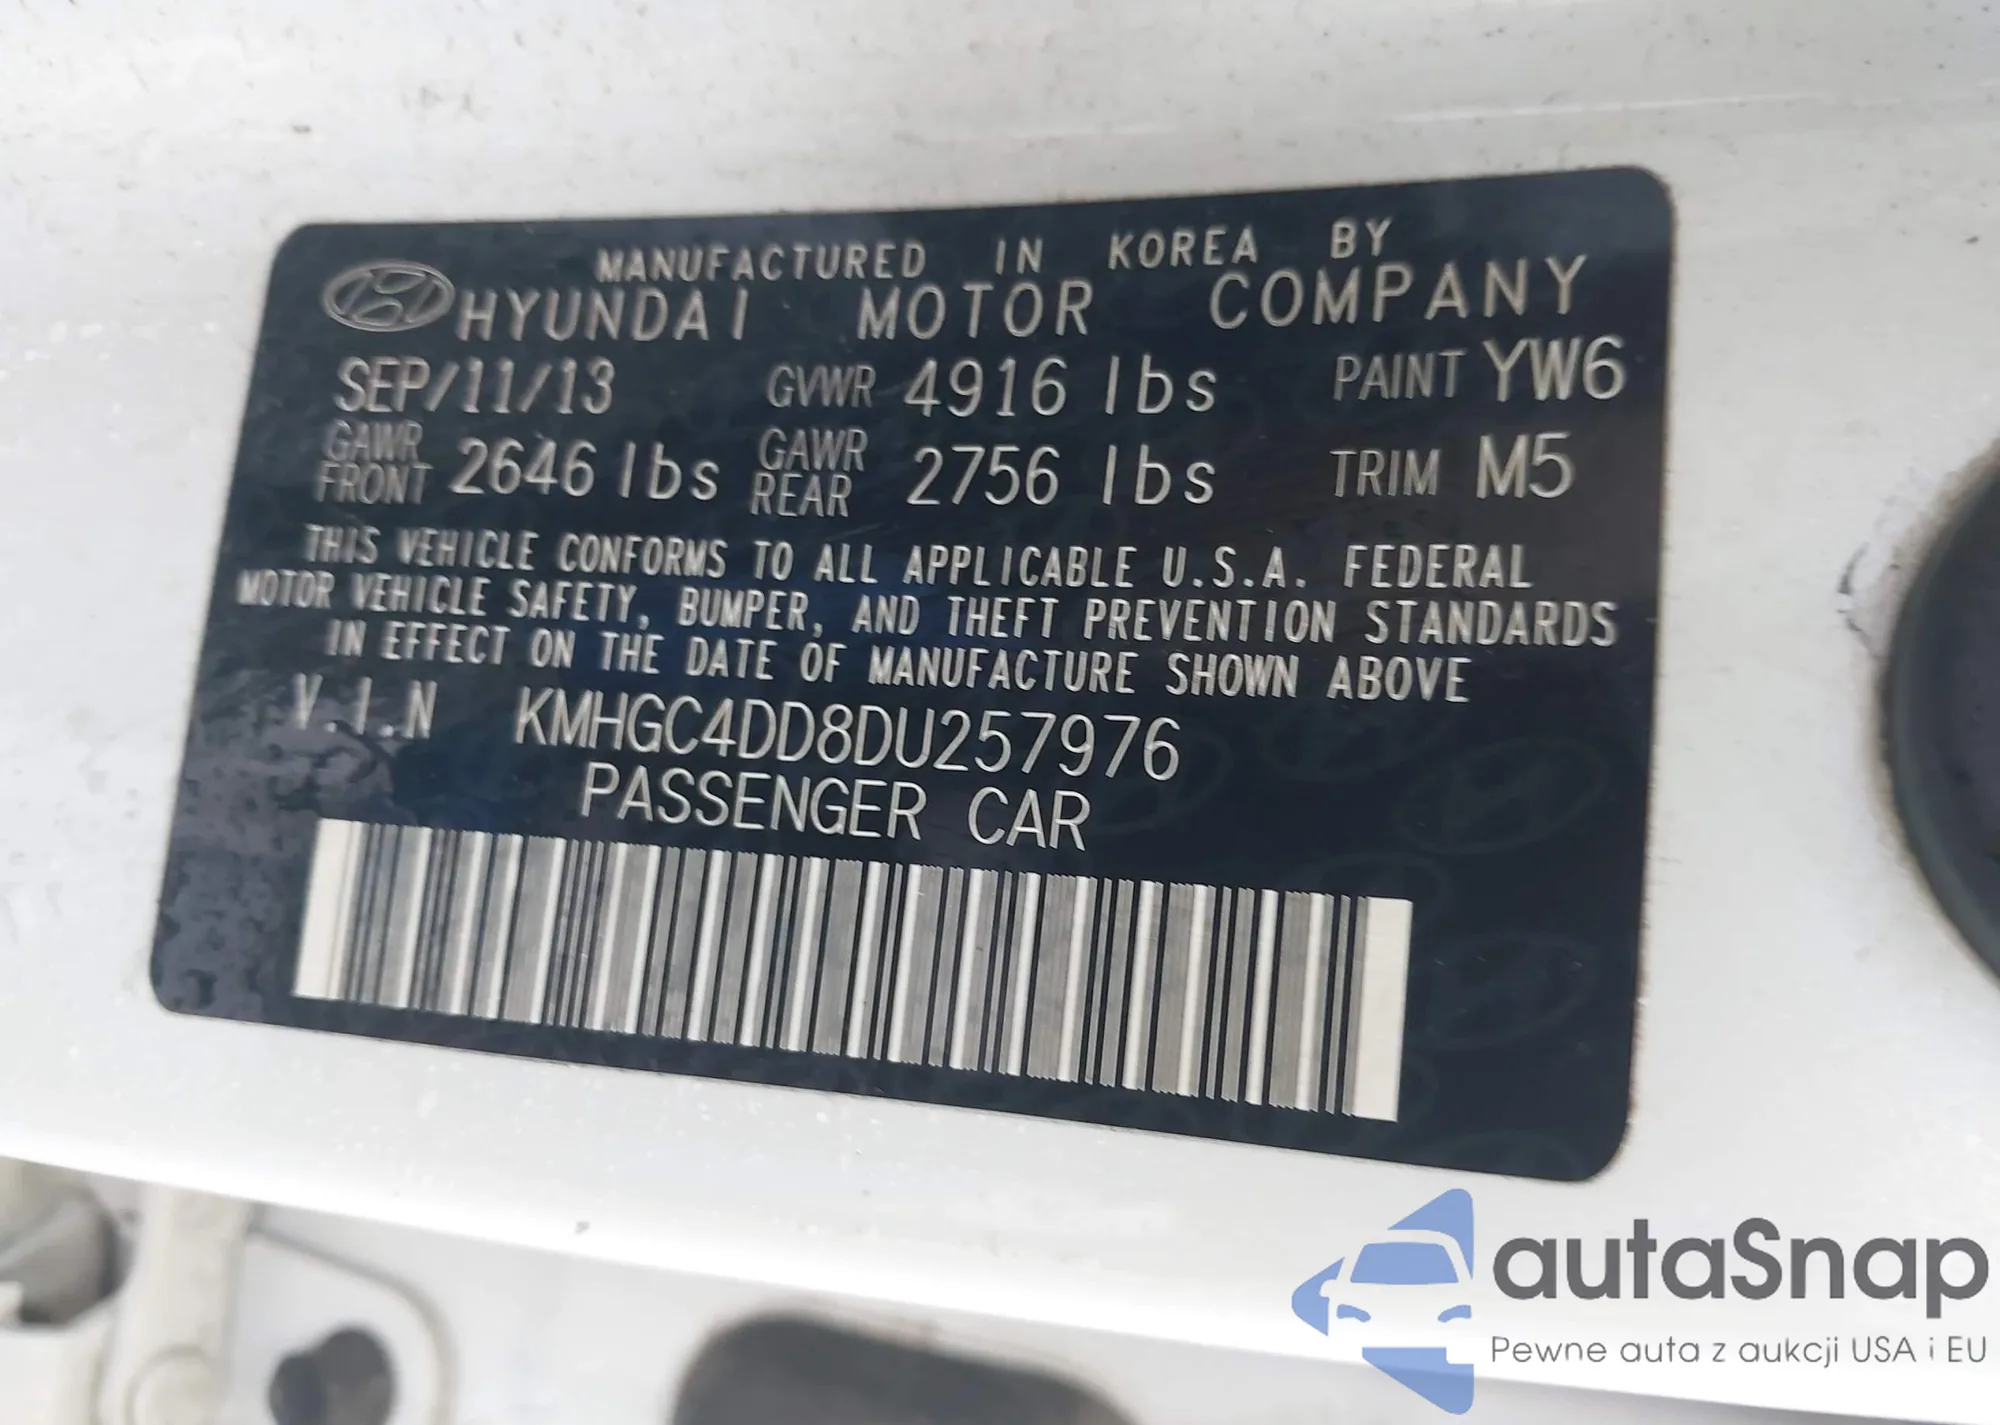 MANUFACTURED IN KOREA BY
HYUNDAI MOTOR COMPANY
SEP/11/13 GVWR 4916 lbs PAINT YW6
GAWR FRONT 2646 lbs GAWR REAR 2756 lbs TRIM M5
THIS VEHICLE CONFORMS TO ALL APPLICABLE U.S.A. FEDERAL
MOTOR VEHICLE SAFETY, BUMPER, AND THEFT PREVENTION STANDARDS
IN EFFECT ON THE DATE OF MANUFACTURE SHOWN ABOVE
V.I.N KMHGC4DD8DU257976
PASSENGER CAR
autaSnap
Pewne auta z aukcji USA i EU